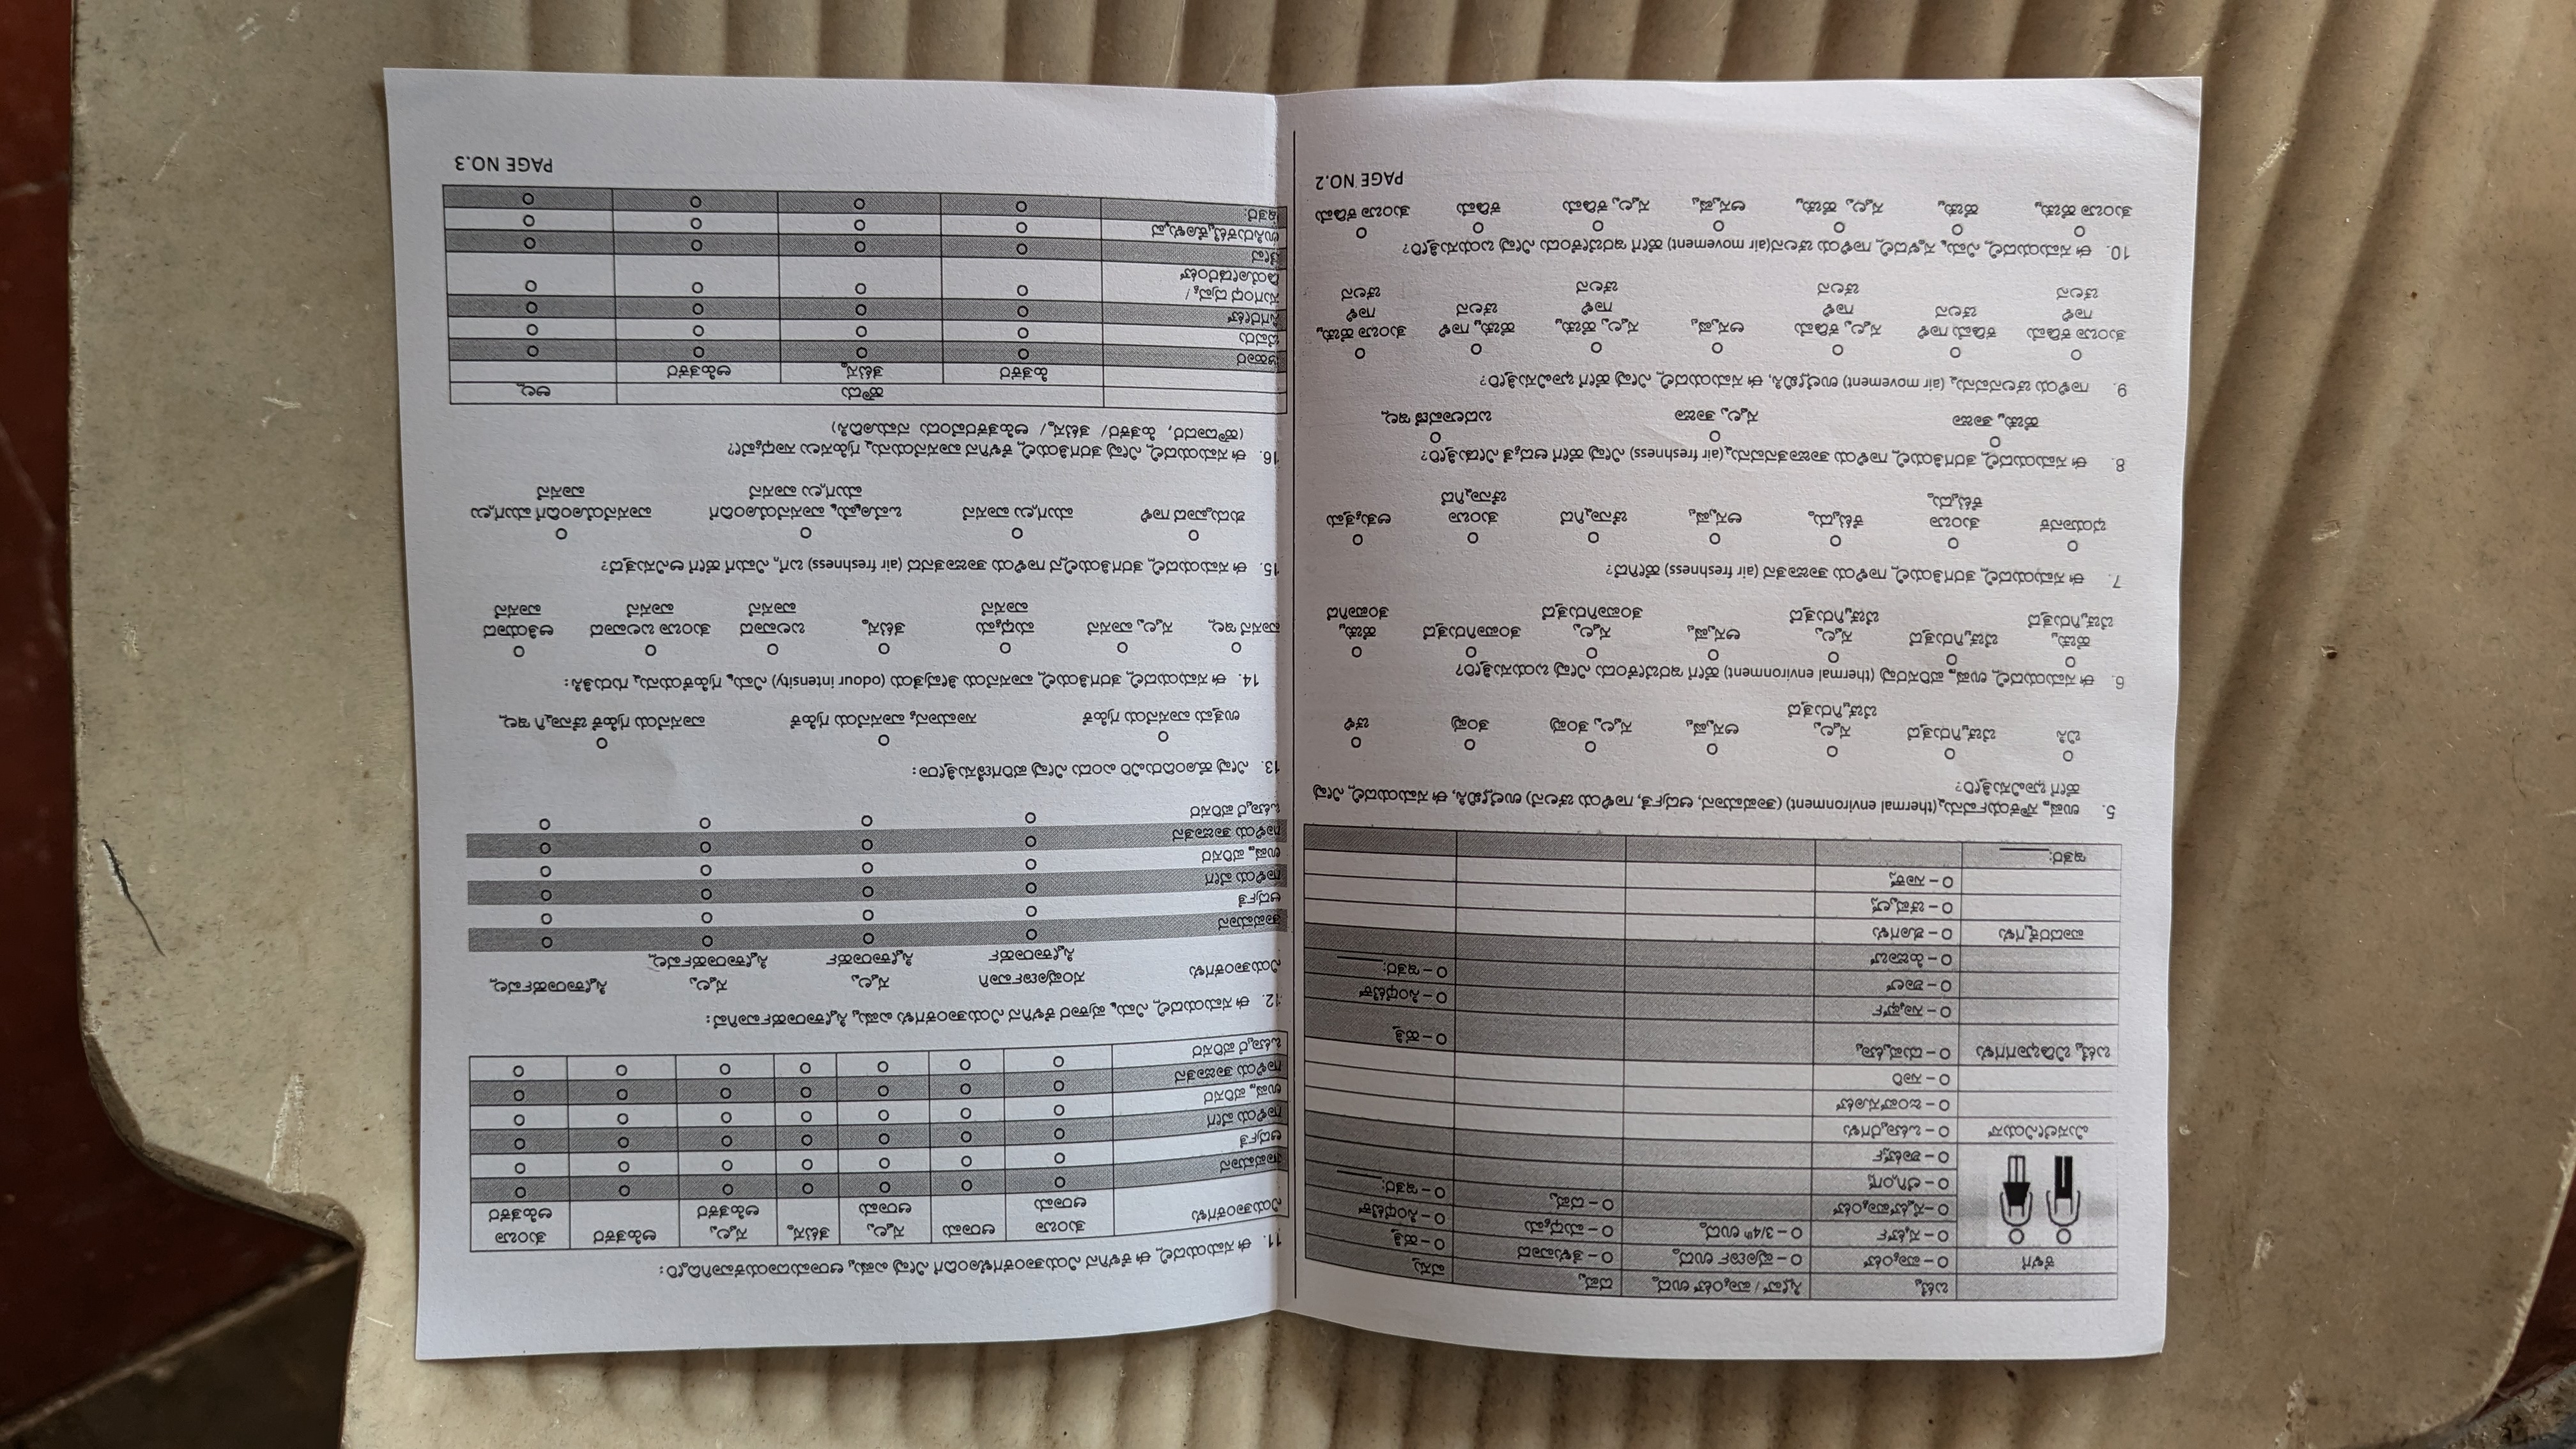 ಬಟ್ಟೆ ಸ್ಲೀವ್ / ಪ್ಯಾಂಟ್ ಉದ್ದ ದಪ್ಪ ವಸ್ತು
ಕೆಳಗೆ O – ಪ್ಯಾಂಟ್ O – ಪೂರ್ಣ ಉದ್ದ O – ತೆಳುವಾದ O – ಹತ್ತಿ
O – ಸ್ಕರ್ಟ್ O – 3/4th ಉದ್ದ O – ಮಧ್ಯಮ O – ಸಿಂಥೆಟಿಕ್
O –ಸ್ವೆಟ್‌ಪ್ಯಾಂಟ್ O – ದಪ್ಪ O – ಇತರ:_____
O – ಲೆಗ್ಗಿಂಗ್ಸ್
O – ಶಾರ್ಟ್ಸ್
ಮಿಸಲೇನಿಯಸ್ O – ಒಟ್ಟಾರೆಗಳು
O – ಜಂಪ್‌ಸೂಟ್
O – ಸಾರಿ
ಬಟ್ಟೆ ಬಿಡಿಭಾಗಗಳು O – ದುಪ್ಪಟ್ಟಾ O – ಹತ್ತಿ
O – ಸ್ಕಾರ್ಫ್ O – ಸಿಂಥೆಟಿಕ್
O – ಶಾಲ್ O – ಇತರ:_____
O – ಹಿಜಾಬ್
ಪಾದರಕ್ಷೆಗಳು O – ಶೂಗಳು
O – ಚಪ್ಪಲ್ಸ್
O – ಸಾಕ್ಸ್
ಇತರ:_____
5. ಉಷ್ಣ ಸೌಕರ್ಯವನ್ನು(thermal environment) (ತಾಪಮಾನ, ಆರ್ದ್ರತೆ, ಗಾಳಿಯ ಚಲನೆ) ಉಲ್ಲೇಖಿಸಿ, ಈ ಸಮಯದಲ್ಲಿ ನೀವು
ಹೇಗೆ ಭಾವಿಸುತ್ತೀರಿ?
O O O O O O O
ಬಿಸಿ ಬೆಚ್ಚಗಿರುತ್ತದೆ ಸ್ವಲ್ಪ ಅಸ್ಪಷ್ಟ ಸ್ವಲ್ಪ ತಂಪು ತಂಪು ಚಳಿ
ಬೆಚ್ಚಗಿರುತ್ತದೆ
6. ಈ ಸಮಯದಲ್ಲಿ ಉಷ್ಣ ಪರಿಸರವು (thermal environment) ಹೇಗೆ ಇರಬೇಕೆಂದು ನೀವು ಬಯಸುತ್ತೀರಿ?
O O O O O O O
ಹೆಚ್ಚು ಬೆಚ್ಚಗಿರುತ್ತದೆ ಸ್ವಲ್ಪ ಅಸ್ಪಷ್ಟ ಸ್ವಲ್ಪ ತಂಪಾಗಿರುತ್ತದೆ ಹೆಚ್ಚು
ಬೆಚ್ಚಗಿರುತ್ತದೆ ಬೆಚ್ಚಗಿರುತ್ತದೆ ತಂಪಾಗಿರುತ್ತದೆ ತಂಪಾಗಿದೆ
7. ಈ ಸಮಯದಲ್ಲಿ ತರಗತಿಯಲ್ಲಿ ಗಾಳಿಯ ತಾಜಾತನ (air freshness) ಹೇಗಿದೆ?
O O O O O O O
ಭಯಾನಕ ತುಂಬಾ ಕೆಟ್ಟದ್ದು ಅಸ್ಪಷ್ಟ ಚೆನ್ನಾಗಿದೆ ತುಂಬಾ ಅತ್ಯುತ್ತಮ
ಕೆಟ್ಟದ್ದು ಚೆನ್ನಾಗಿದೆ
8. ಈ ಸಮಯದಲ್ಲಿ ತರಗತಿಯಲ್ಲಿ ಗಾಳಿಯ ತಾಜಾತನವನ್ನು(air freshness) ನೀವು ಹೇಗೆ ಆದ್ಯತೆ ನೀಡುತ್ತೀರಿ?
O O O
ಹೆಚ್ಚು ತಾಜಾ ಸ್ವಲ್ಪ ತಾಜಾ ಬದಲಾವಣೆ ಇಲ್ಲ
9. ಗಾಳಿಯ ಚಲನವನ್ನು (air movement) ಉಲ್ಲೇಖಿಸಿ, ಈ ಸಮಯದಲ್ಲಿ ನೀವು ಹೇಗೆ ಭಾವಿಸುತ್ತೀರಿ?
O O O O O O O
ತುಂಬಾ ಕಡಿಮೆ ಕಡಿಮೆ ಗಾಳಿ ಸ್ವಲ್ಪ ಕಡಿಮೆ ಅಸ್ಪಷ್ಟ ಸ್ವಲ್ಪ ಹೆಚ್ಚು ಹೆಚ್ಚು ಗಾಳಿ ತುಂಬಾ ಹೆಚ್ಚು
ಗಾಳಿ ಚಲನ ಗಾಳಿ ಗಾಳಿ ಚಲನ ಗಾಳಿ
ಚಲನ ಚಲನ ಚಲನ ಚಲನ
10. ಈ ಸಮಯದಲ್ಲಿ ನಿಮ್ಮ ಸ್ಥಳದಲ್ಲಿ ಗಾಳಿಯ ಚಲನ(air movement) ಹೇಗೆ ಇರಬೇಕೆಂದು ನೀವು ಬಯಸುತ್ತೀರಿ?
O O O O O O O
ತುಂಬಾ ಹೆಚ್ಚು ಹೆಚ್ಚು ಸ್ವಲ್ಪ ಹೆಚ್ಚು ಅಸ್ಪಷ್ಟ ಸ್ವಲ್ಪ ಕಡಿಮೆ ಕಡಿಮೆ ತುಂಬಾ ಕಡಿಮೆ
PAGE NO.2
11. ಈ ಸಮಯದಲ್ಲಿ ಈ ಕೆಳಗಿನ ನಿಯತಾಂಕಗಳೊಂದಿಗೆ ನೀವು ಎಷ್ಟು ಆರಾಮದಾಯಕವಾಗಿದ್ದೀರಿ:
ನಿಯತಾಂಕಗಳು ತುಂಬಾ ಆರಾಮ ಸ್ವಲ್ಪ ತಟಸ್ಥ ಸ್ವಲ್ಪ ಅಹಿತಕರ ತುಂಬಾ
ಆರಾಮ ಆರಾಮ ಅಹಿತಕರ ಅಹಿತಕರ
ತಾಪಮಾನ O O O O O O O
ಆರ್ದ್ರತೆ O O O O O O O
ಗಾಳಿಯ ವೇಗ O O O O O O O
ಉಷ್ಣ ಪರಿಸರ O O O O O O O
ಗಾಳಿಯ ತಾಜಾತನ O O O O O O O
ಒಟ್ಟಾರೆ ಪರಿಸರ O O O O O O O
12. ಈ ಸಮಯದಲ್ಲಿ ನಿಮ್ಮ ಪ್ರಕಾರ ಕೆಳಗಿನ ನಿಯತಾಂಕಗಳು ಎಷ್ಟು ಸ್ವೀಕಾರಾರ್ಹವಾಗಿವೆ:
ನಿಯತಾಂಕಗಳು ಸಂಪೂರ್ಣವಾಗಿ ಸ್ವಲ್ಪ ಸ್ವಲ್ಪ ಸ್ವೀಕಾರಾರ್ಹವಲ್ಲ
ಸ್ವೀಕಾರಾರ್ಹ ಸ್ವೀಕಾರಾರ್ಹ ಸ್ವೀಕಾರಾರ್ಹವಲ್ಲ
ತಾಪಮಾನ O O O O
ಆರ್ದ್ರತೆ O O O O
ಗಾಳಿಯ ವೇಗ O O O O
ಉಷ್ಣ ಪರಿಸರ O O O O
ಗಾಳಿಯ ತಾಜಾತನ O O O O
ಒಟ್ಟಾರೆ ಪರಿಸರ O O O O
13. ನೀವು ಹೊಂದಿರುವಿರಿ ಎಂದು ನೀವು ಪರಿಗಣಿಸುತ್ತೀರಾ:
O O O
ಉತ್ತಮ ವಾಸನೆಯ ಗ್ರಹಿಕೆ ಸಾಮಾನ್ಯ ವಾಸನೆಯ ಗ್ರಹಿಕೆ ವಾಸನೆಯ ಗ್ರಹಿಕೆ ಚೆನ್ನಾಗಿ ಇಲ್ಲ
14. ಈ ಸಮಯದಲ್ಲಿ ತರಗತಿಯಲ್ಲಿ ವಾಸನೆಯ ತೀವ್ರತೆಯ (odour intensity) ನಿಮ್ಮ ಗ್ರಹಿಕೆಯನ್ನು ಗುರುತಿಸಿ:
O O O O O O O
ವಾಸನೆ ಇಲ್ಲ ಸ್ವಲ್ಪ ವಾಸನೆ ಮಧ್ಯಮ ತಟಸ್ಥ ಬಲವಾದ ತುಂಬಾ ಬಲವಾದ ಅತಿಯಾದ
ವಾಸನೆ ವಾಸನೆ ವಾಸನೆ ವಾಸನೆ
15. ಈ ಸಮಯದಲ್ಲಿ ತರಗತಿಯಲ್ಲಿನ ಗಾಳಿಯ ತಾಜಾತನದ (air freshness) ಬಗ್ಗೆ ನಿಮಗೆ ಹೇಗೆ ಅನಿಸುತ್ತದೆ?
O O O O
ಶುದ್ಧವಾದ ಗಾಳಿ ಮುಗ್ಗಲು ವಾಸನೆ ಒಮ್ಮೊಮ್ಮೆ ವಾಸನೆಯೊಂದಿಗೆ ವಾಸನೆಯೊಂದಿಗೆ ಮುಗ್ಗಲು
ಮುಗ್ಗಲು ವಾಸನೆ ವಾಸನೆ
16. ಈ ಸಮಯದಲ್ಲಿ ನೀವು ತರಗತಿಯಲ್ಲಿ ಕೆಳಗಿನ ವಾಸನೆಯನ್ನು ಗ್ರಹಿಸಲು ಸಾಧ್ಯವೇ?
(ಹೌದಾದರೆ, ಹಿತಕರ/ ತಟಸ್ಥ/ ಅಹಿತಕರವೆಂದು ನಮೂದಿಸಿ)
ಹೌದು ಅಲ್ಲ
ಹಿತಕರ ತಟಸ್ಥ ಅಹಿತಕರ
ಆಹಾರ O O O O
ಬೆವರು O O O O
ಸಿಗರೇಟ್ O O O O
ಸುಗಂಧ ದ್ರವ್ಯ / O O O O
ಡಿಯೋಡರೆಂಟ್
ತೇವ O O O O
ಉಸಿರುಕಟ್ಟಿಕೊಳ್ಳುವ O O O O
ಇತರೆ: O O O O
PAGE NO.3